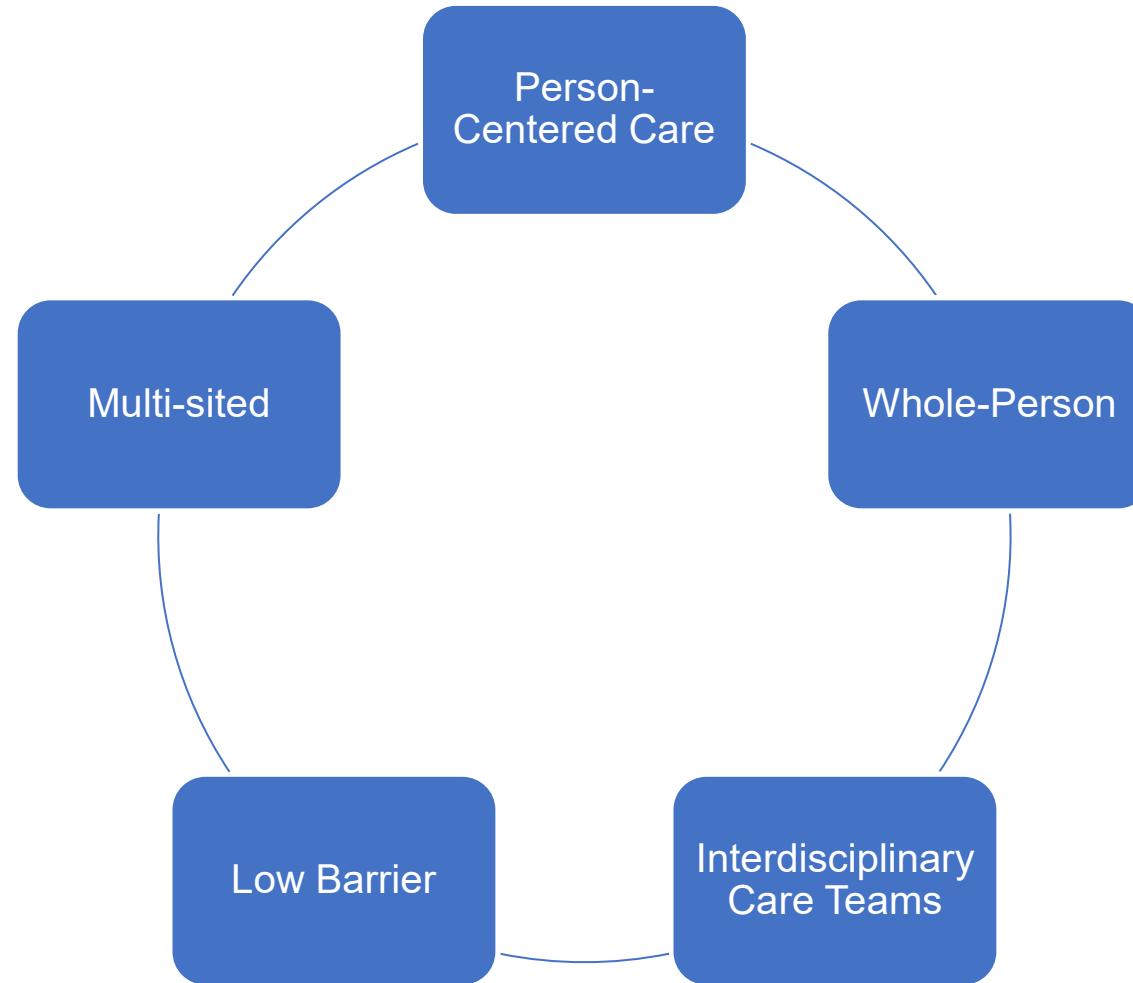 Person-
Centered Care
Whole-Person
Interdisciplinary
Care Teams
Low Barrier
Multi-sited